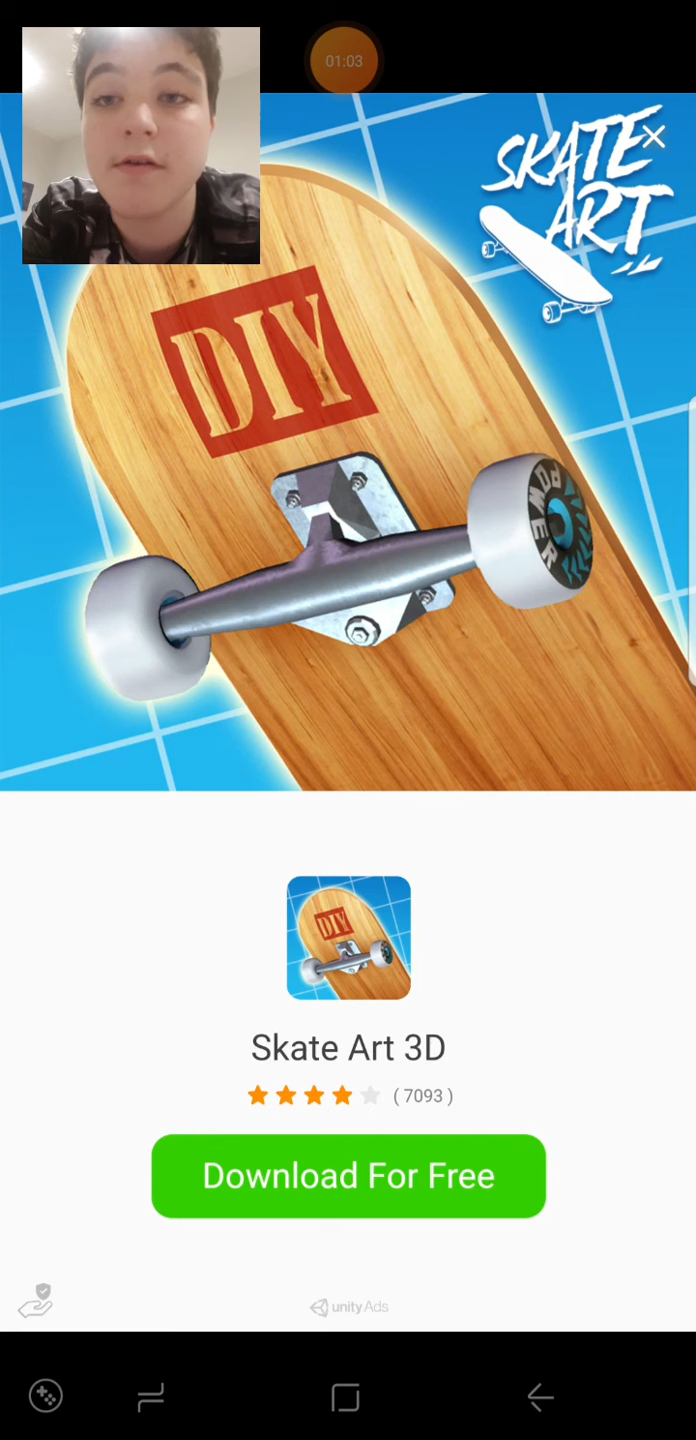 01:03
SKATE
ART
DIY
POWER
DIY
Skate Art 3D
( 7093 )
Download For Free
unity Ads